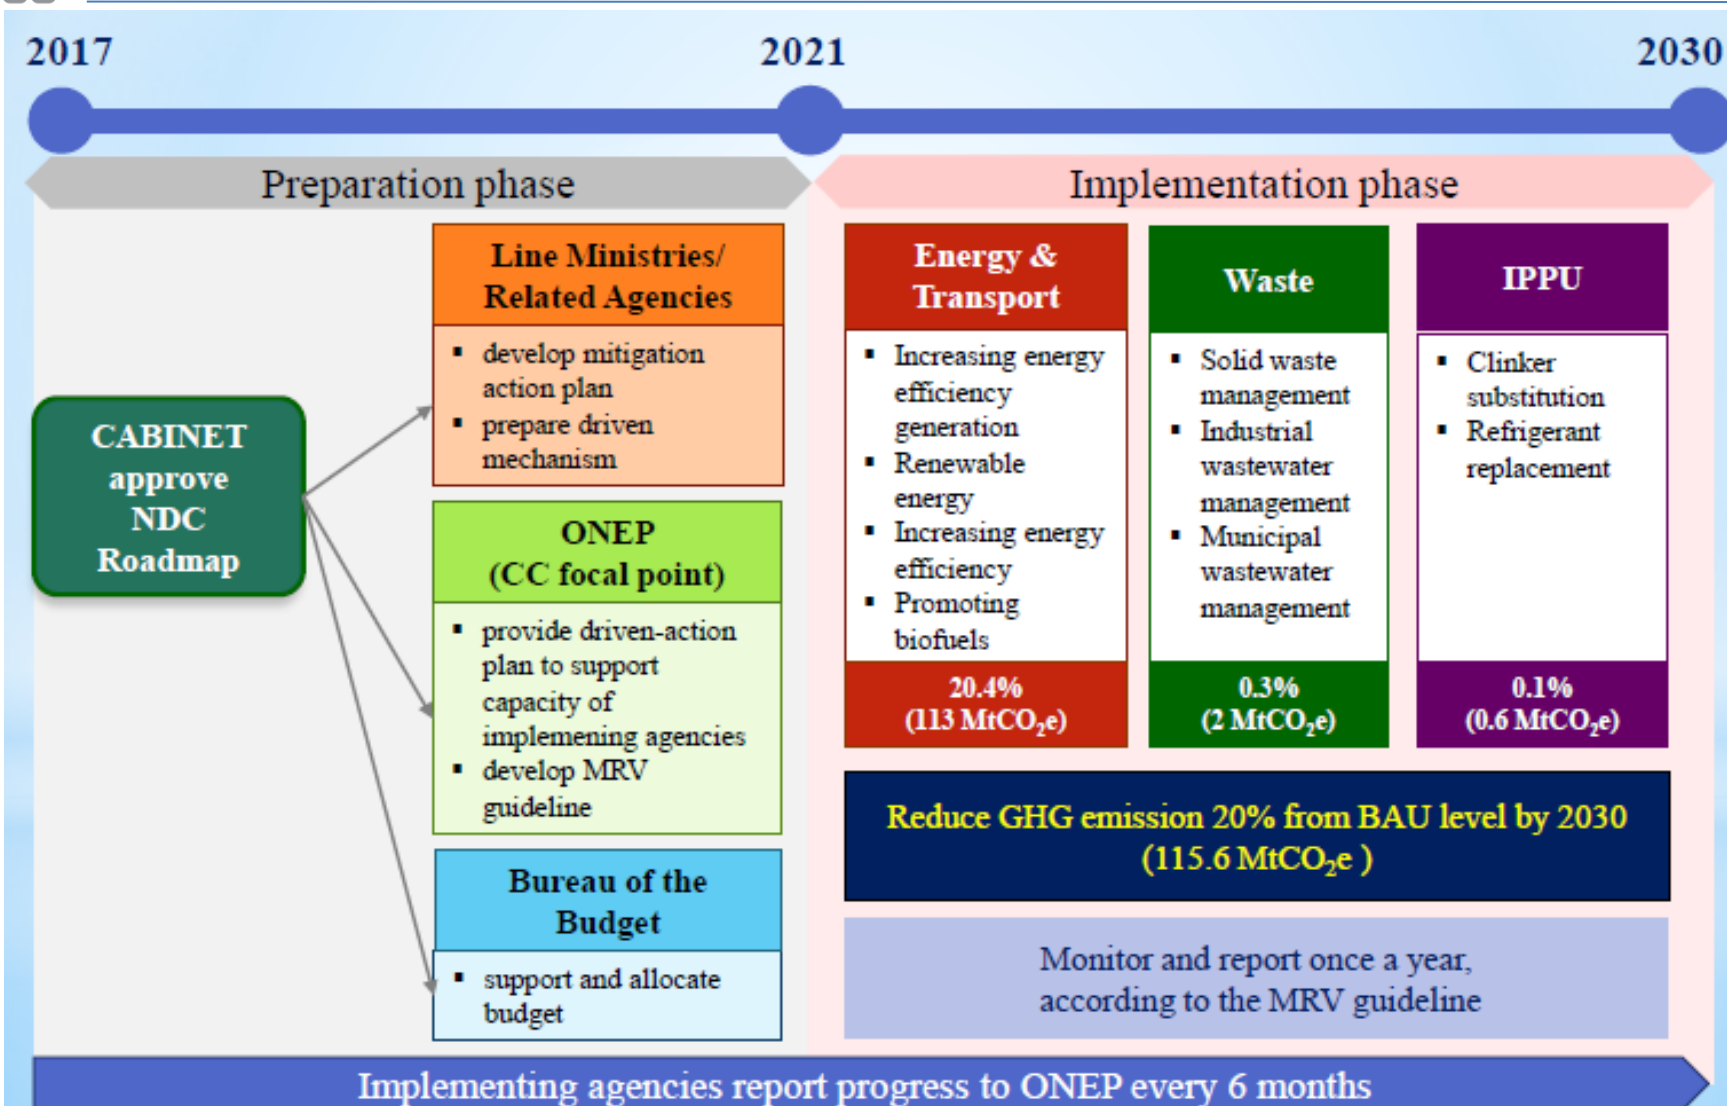 2017
2021
2030
Preparation phase
Implementation phase
CABINET
approve
NDC
Roadmap
Line Ministries/
Related Agencies
▪ develop mitigation
action plan
▪ prepare driven
mechanism
ONEP
(CC focal point)
▪ provide driven-action
plan to support
capacity of
implemening agencies
▪ develop MRV
guideline
Bureau of the
Budget
▪ support and allocate
budget
Energy &
Transport
▪ Increasing energy
efficiency
generation
▪ Renewable
energy
▪ Increasing energy
efficiency
▪ Promoting
biofuels
20.4%
(113 MtCO₂e)
Waste
▪ Solid waste
management
▪ Industrial
wastewater
management
▪ Municipal
wastewater
management
0.3%
(2 MtCO₂e)
IPPU
▪ Clinker
substitution
▪ Refrigerant
replacement
0.1%
(0.6 MtCO₂e)
Reduce GHG emission 20% from BAU level by 2030
(115.6 MtCO₂e )
Monitor and report once a year,
according to the MRV guideline
Implementing agencies report progress to ONEP every 6 months